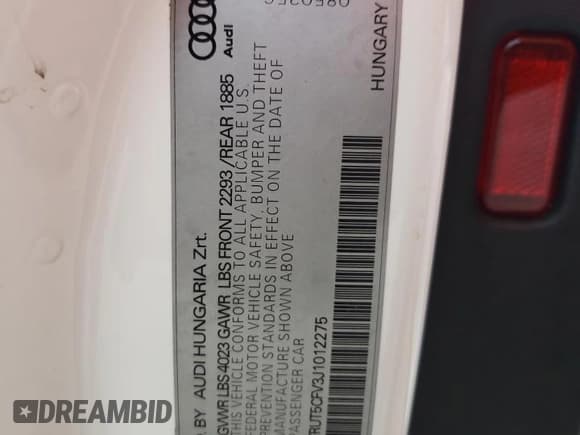 Audi
R. BY AUDI HUNGARIA Zrt.
GVWR LBS 4023 GAWR LBS FRONT 2293 /REAR 1885
THIS VEHICLE CONFORMS TO ALL APPLICABLE U.S.
FEDERAL MOTOR VEHICLE SAFETY, BUMPER AND THEFT
PREVENTION STANDARDS IN EFFECT ON THE DATE OF
MANUFACTURE SHOWN ABOVE
PASSENGER CAR
RUT5CFV3J1012275
HUNGARY
DREAMBID